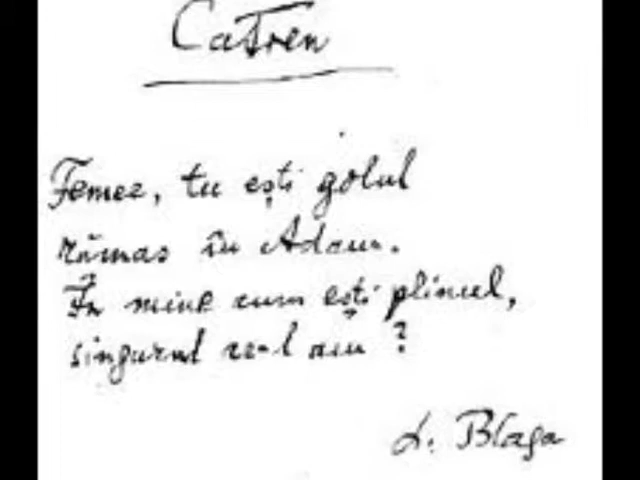 Catren
Femee, tu ești golul
rămas în Adam.
În mine cum ești plinul,
singurul ce-l am ?
L. Blaga